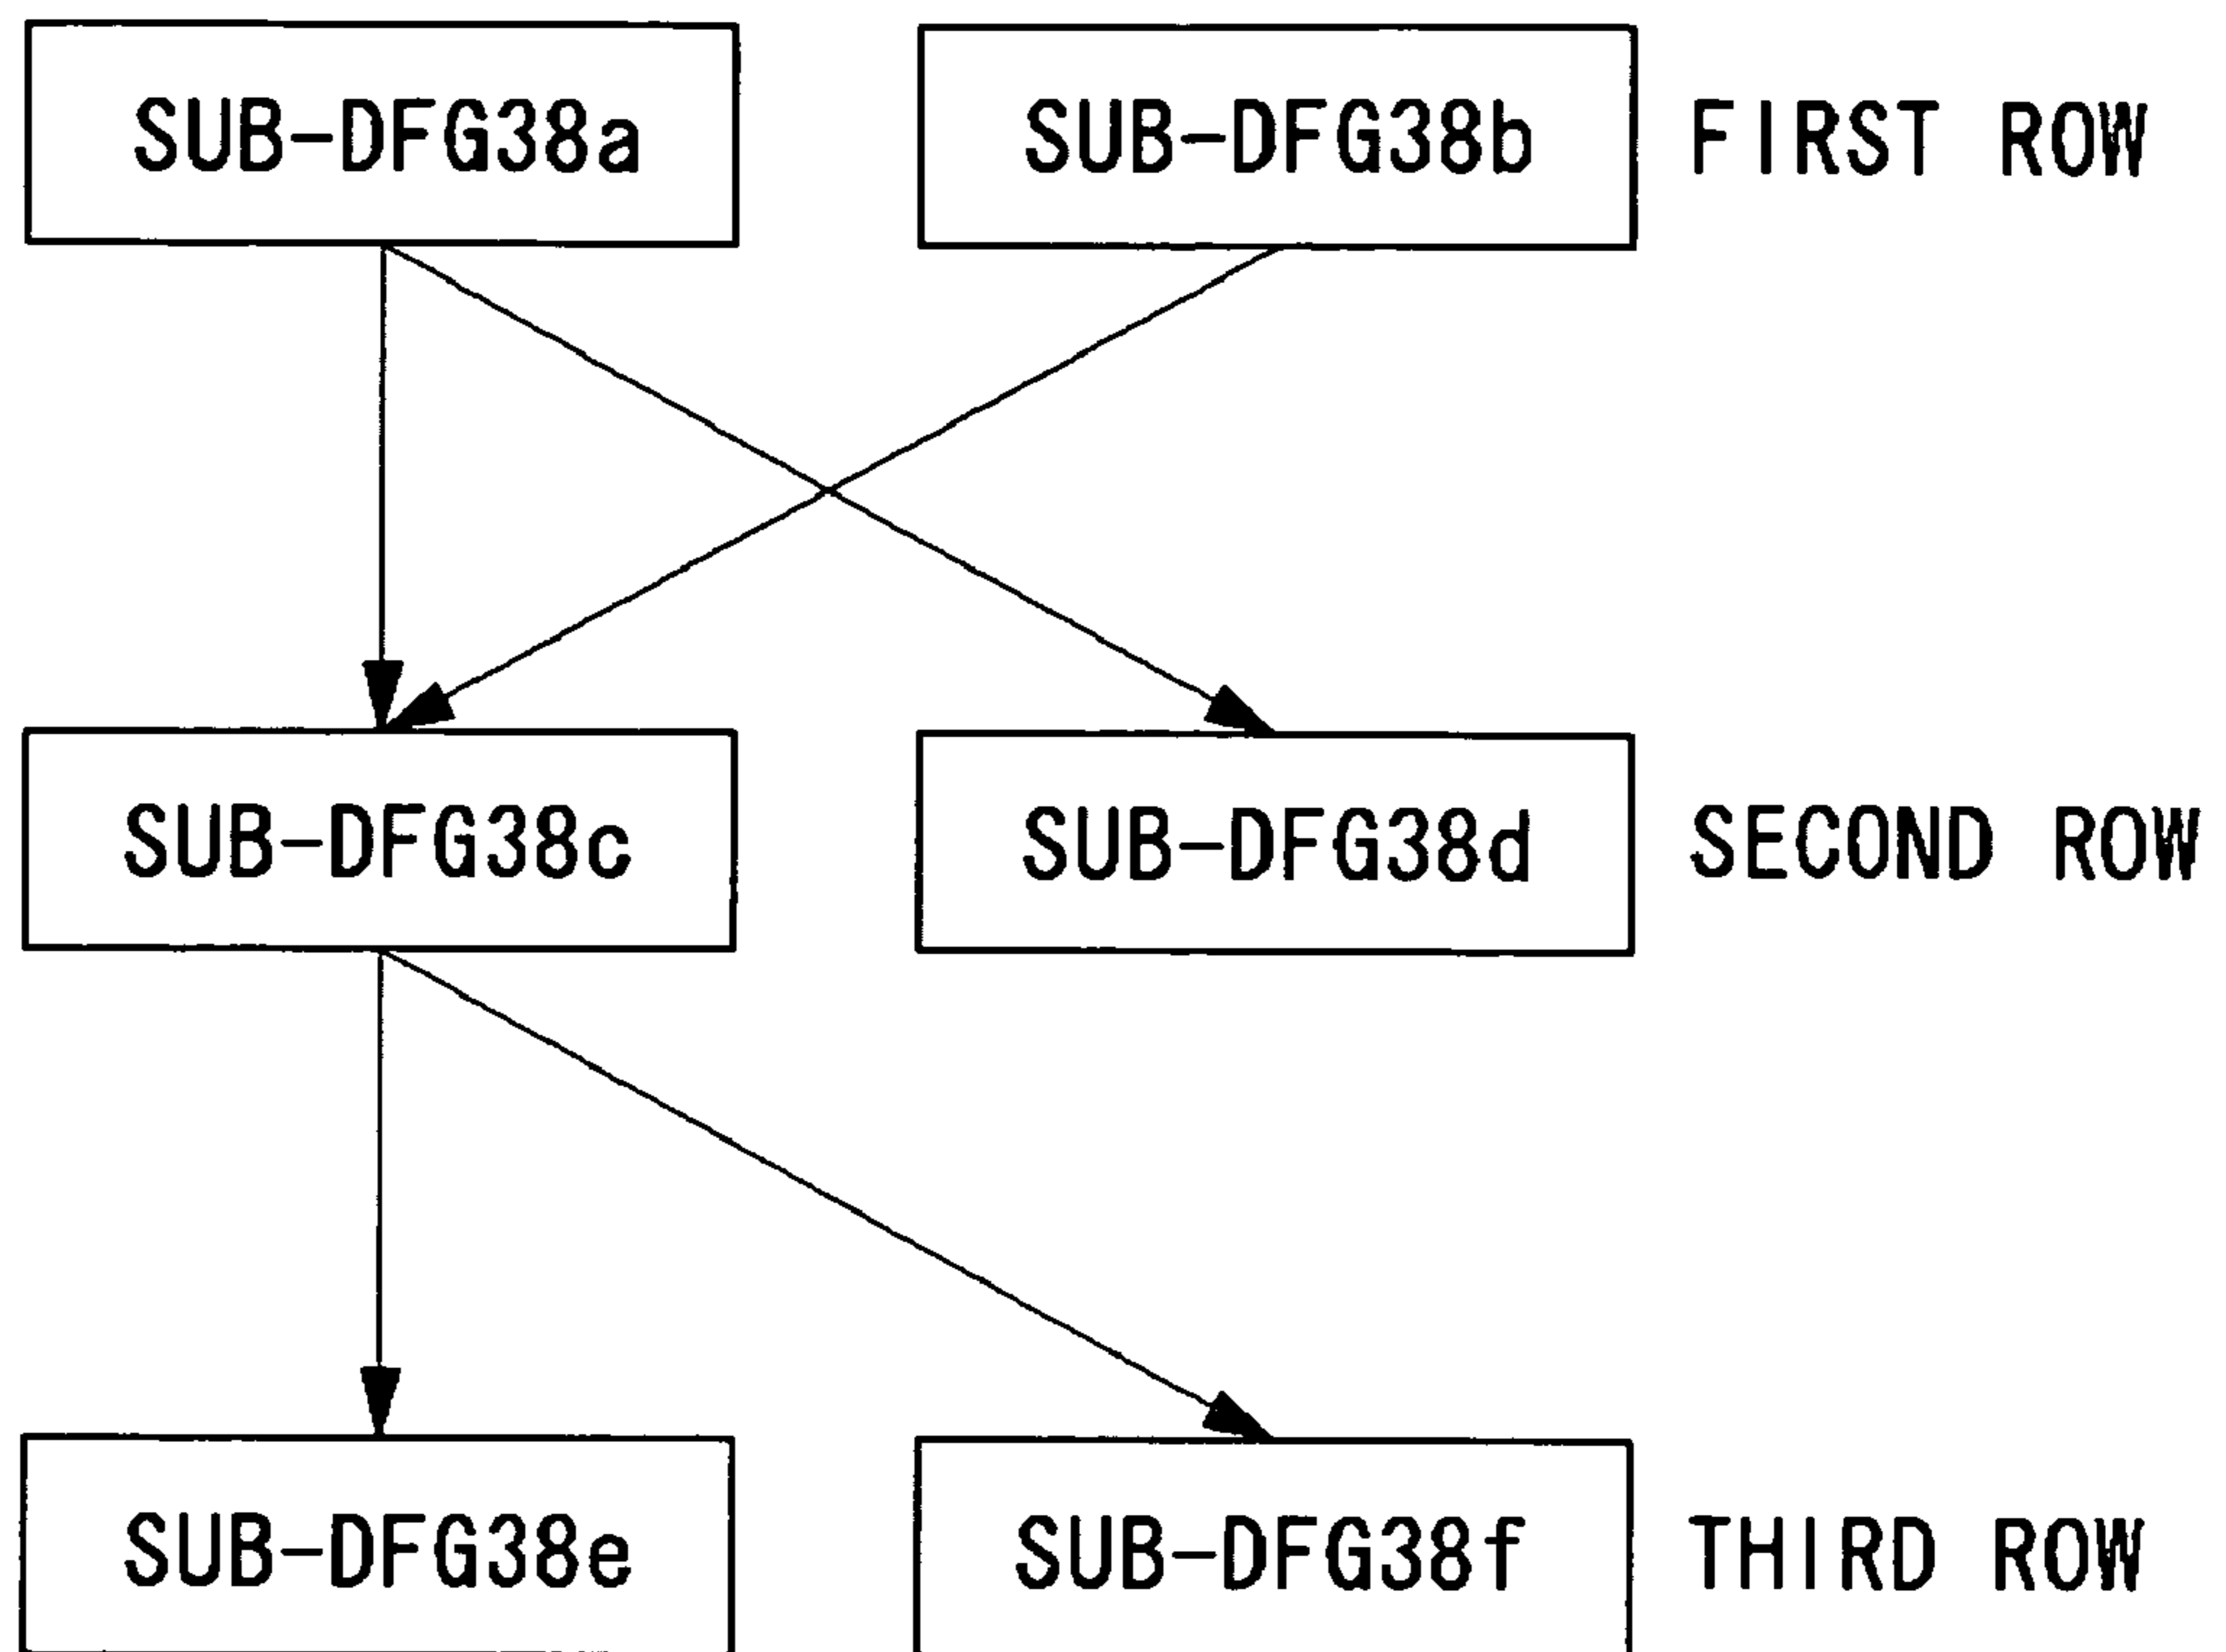 SUB-DFG38a SUB-DFG38b FIRST ROW
SUB-DFG38c SUB-DFG38d SECOND ROW
SUB-DFG38e SUB-DFG38f THIRD ROW